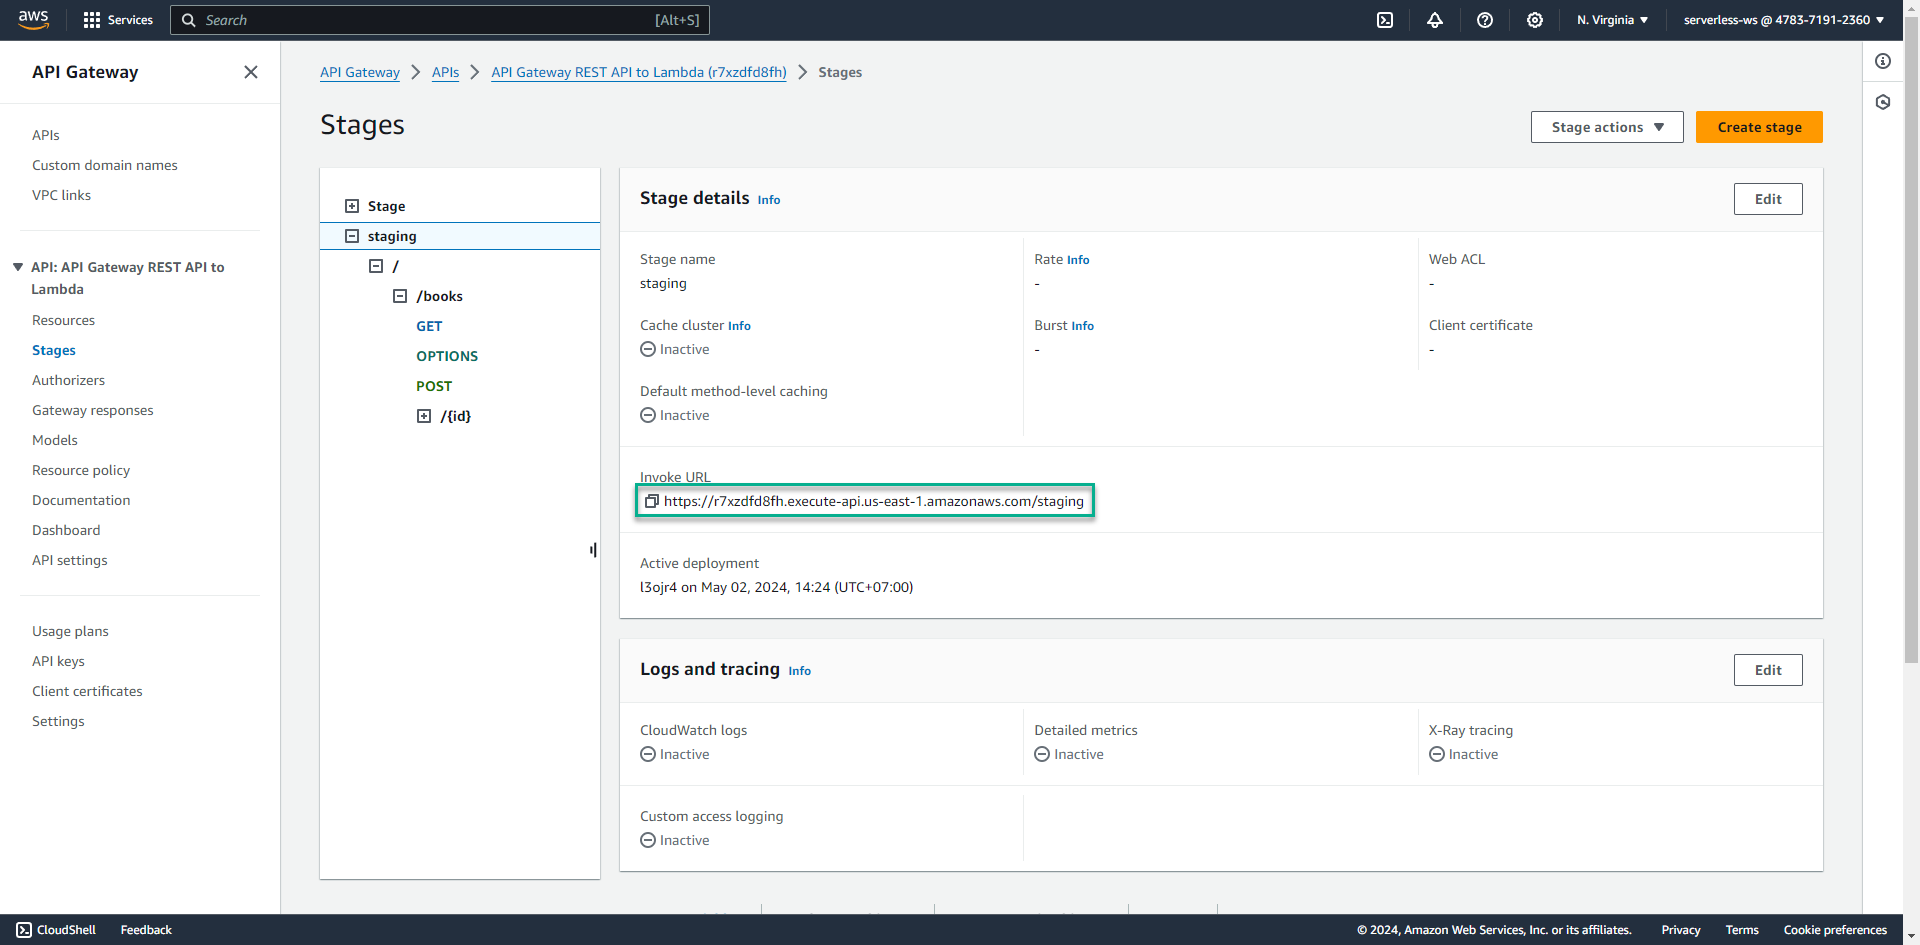 aws
Services
Search
[Alt+S]
N. Virginia
serverless-ws @ 4783-7191-2360
API Gateway
APIs
Custom domain names
VPC links
API: API Gateway REST API to
Lambda
Resources
Stages
Authorizers
Gateway responses
Models
Resource policy
Documentation
Dashboard
API settings
Usage plans
API keys
Client certificates
Settings
API Gateway
APIs
API Gateway REST API to Lambda (r7xzdfd8fh)
Stages
Stages
Stage actions
Create stage
Stage
staging
/
/books
GET
OPTIONS
POST
/{id}
Stage details Info
Edit
Stage name
staging
Rate Info
-
Web ACL
-
Cache cluster Info
Inactive
Burst Info
-
Client certificate
-
Default method-level caching
Inactive
Invoke URL
https://r7xzdfd8fh.execute-api.us-east-1.amazonaws.com/staging
Active deployment
l3ojr4 on May 02, 2024, 14:24 (UTC+07:00)
Logs and tracing Info
Edit
CloudWatch logs
Inactive
Detailed metrics
Inactive
X-Ray tracing
Inactive
Custom access logging
Inactive
CloudShell
Feedback
© 2024, Amazon Web Services, Inc. or its affiliates.
Privacy
Terms
Cookie preferences